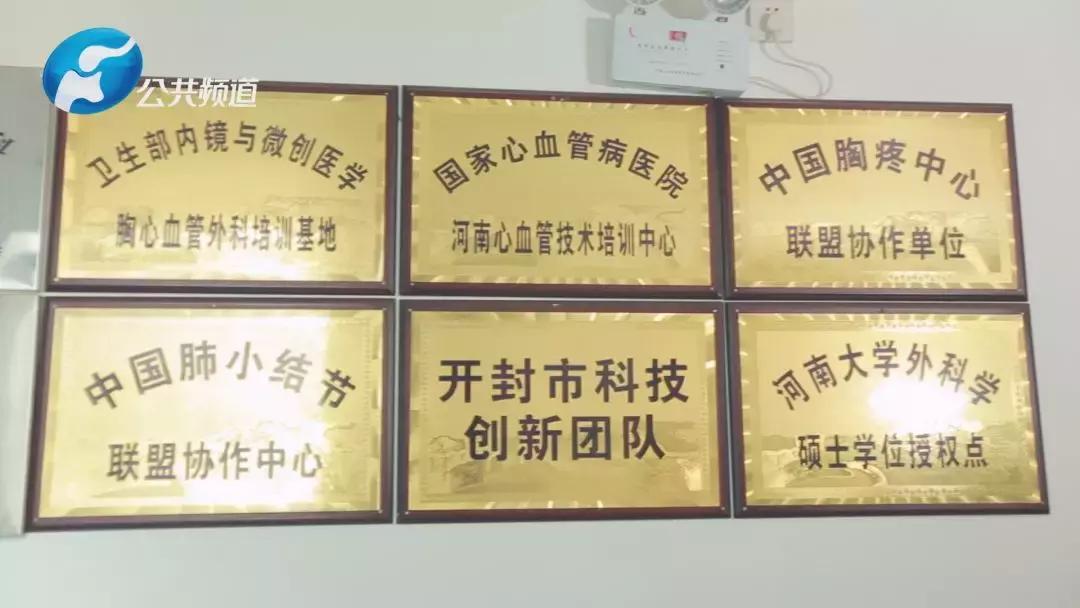 公共频道
卫生部内镜与微创医学
胸心血管外科培训基地
国家心血管病医院
河南心血管技术培训中心
中国胸疼中心
联盟协作单位
中国肺小结节
联盟协作中心
开封市科技
创新团队
河南大学外科学
硕士学位授权点